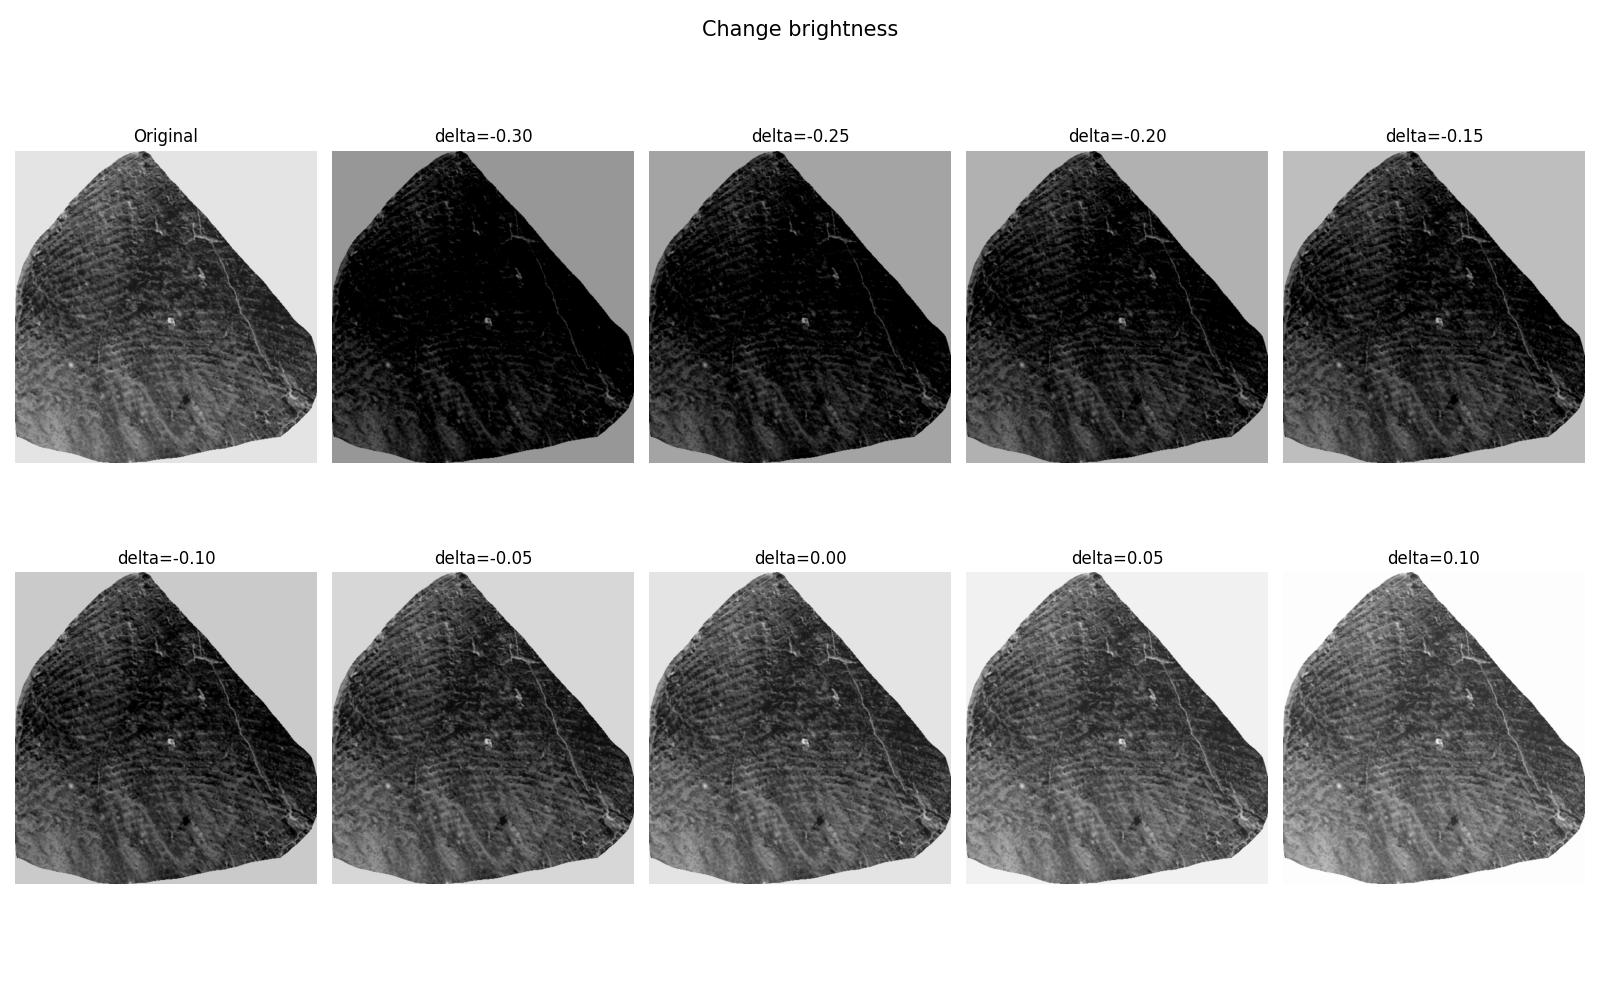 Change brightness
Original
delta=-0.30
delta=-0.25
delta=-0.20
delta=-0.15
delta=-0.10
delta=-0.05
delta=0.00
delta=0.05
delta=0.10